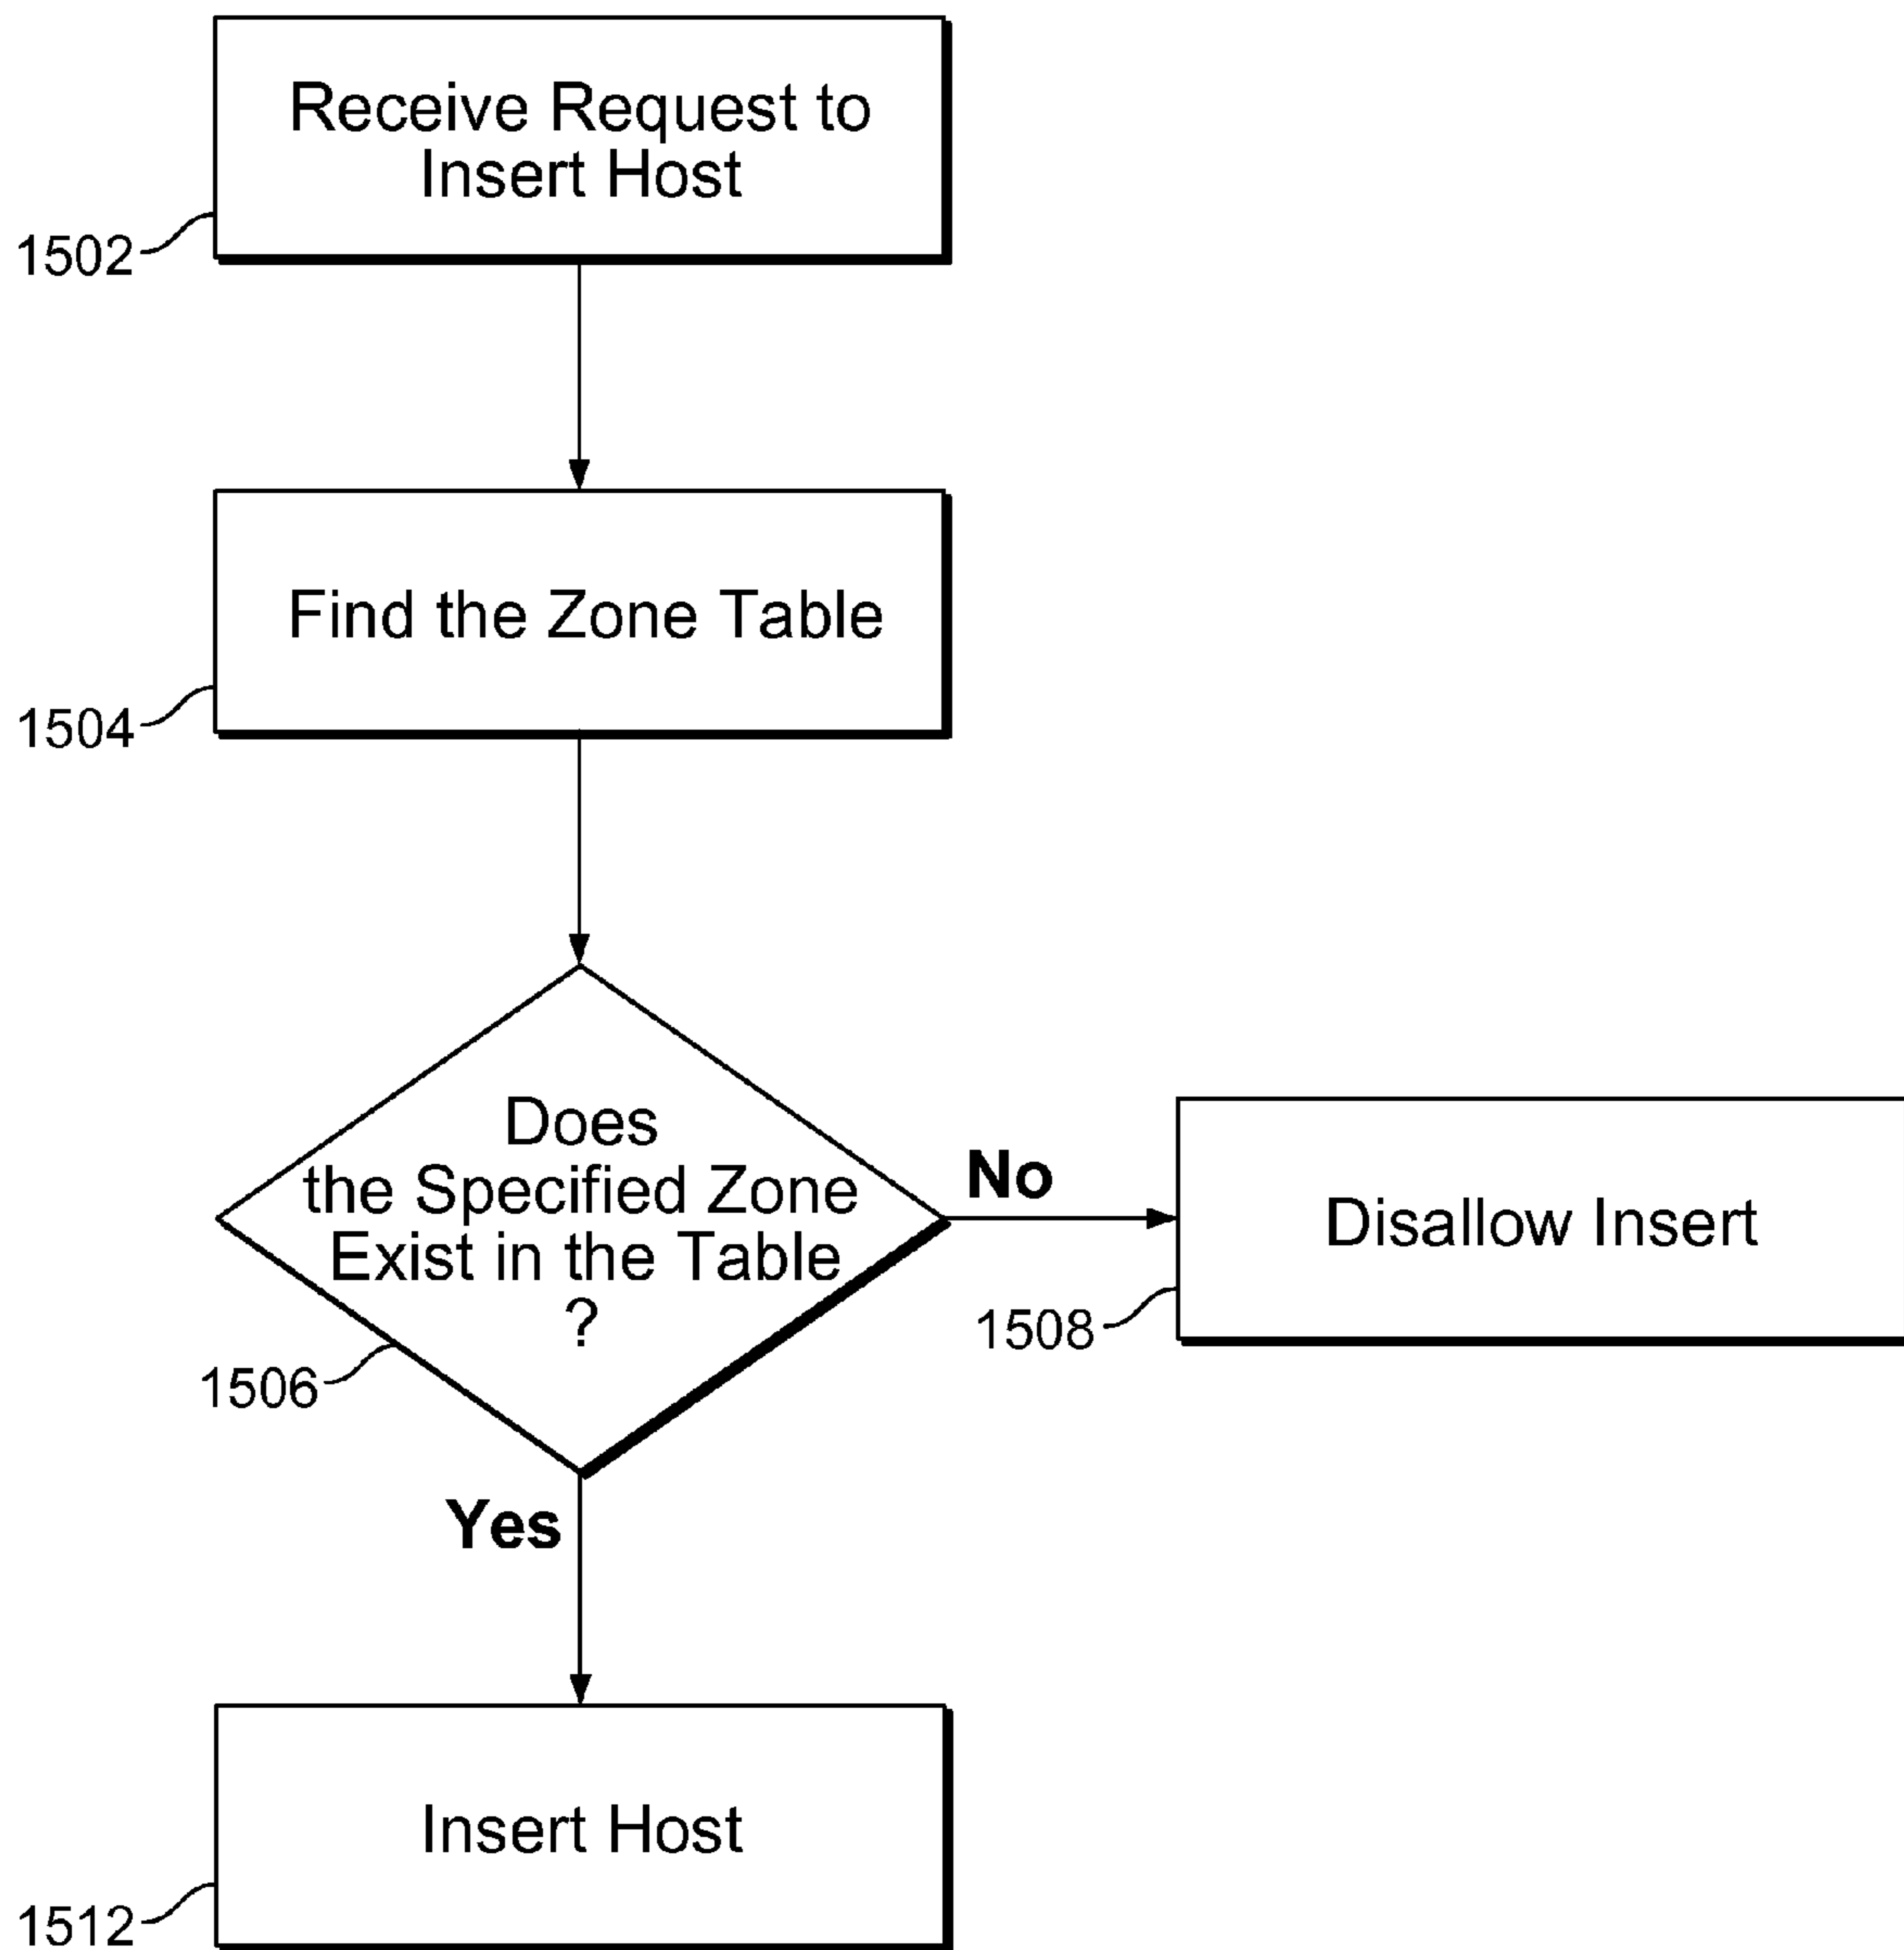 Receive Request to
Insert Host
1502
Find the Zone Table
1504
Does
the Specified Zone
Exist in the Table
?
1506
No
Disallow Insert
1508
Yes
Insert Host
1512